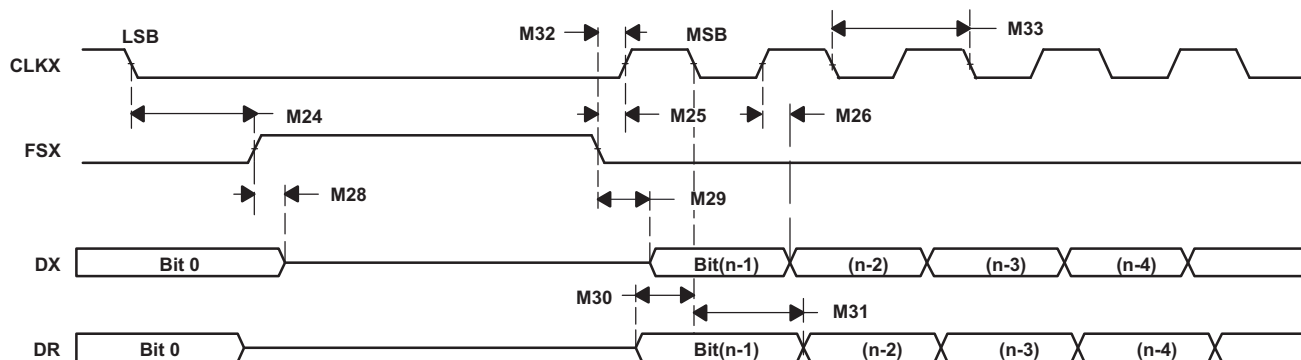 LSB M32 MSB M33
CLKX
M24 M25 M26
FSX
M28 M29
DX Bit 0 Bit(n-1) (n-2) (n-3) (n-4)
M30 M31
DR Bit 0 Bit(n-1) (n-2) (n-3) (n-4)